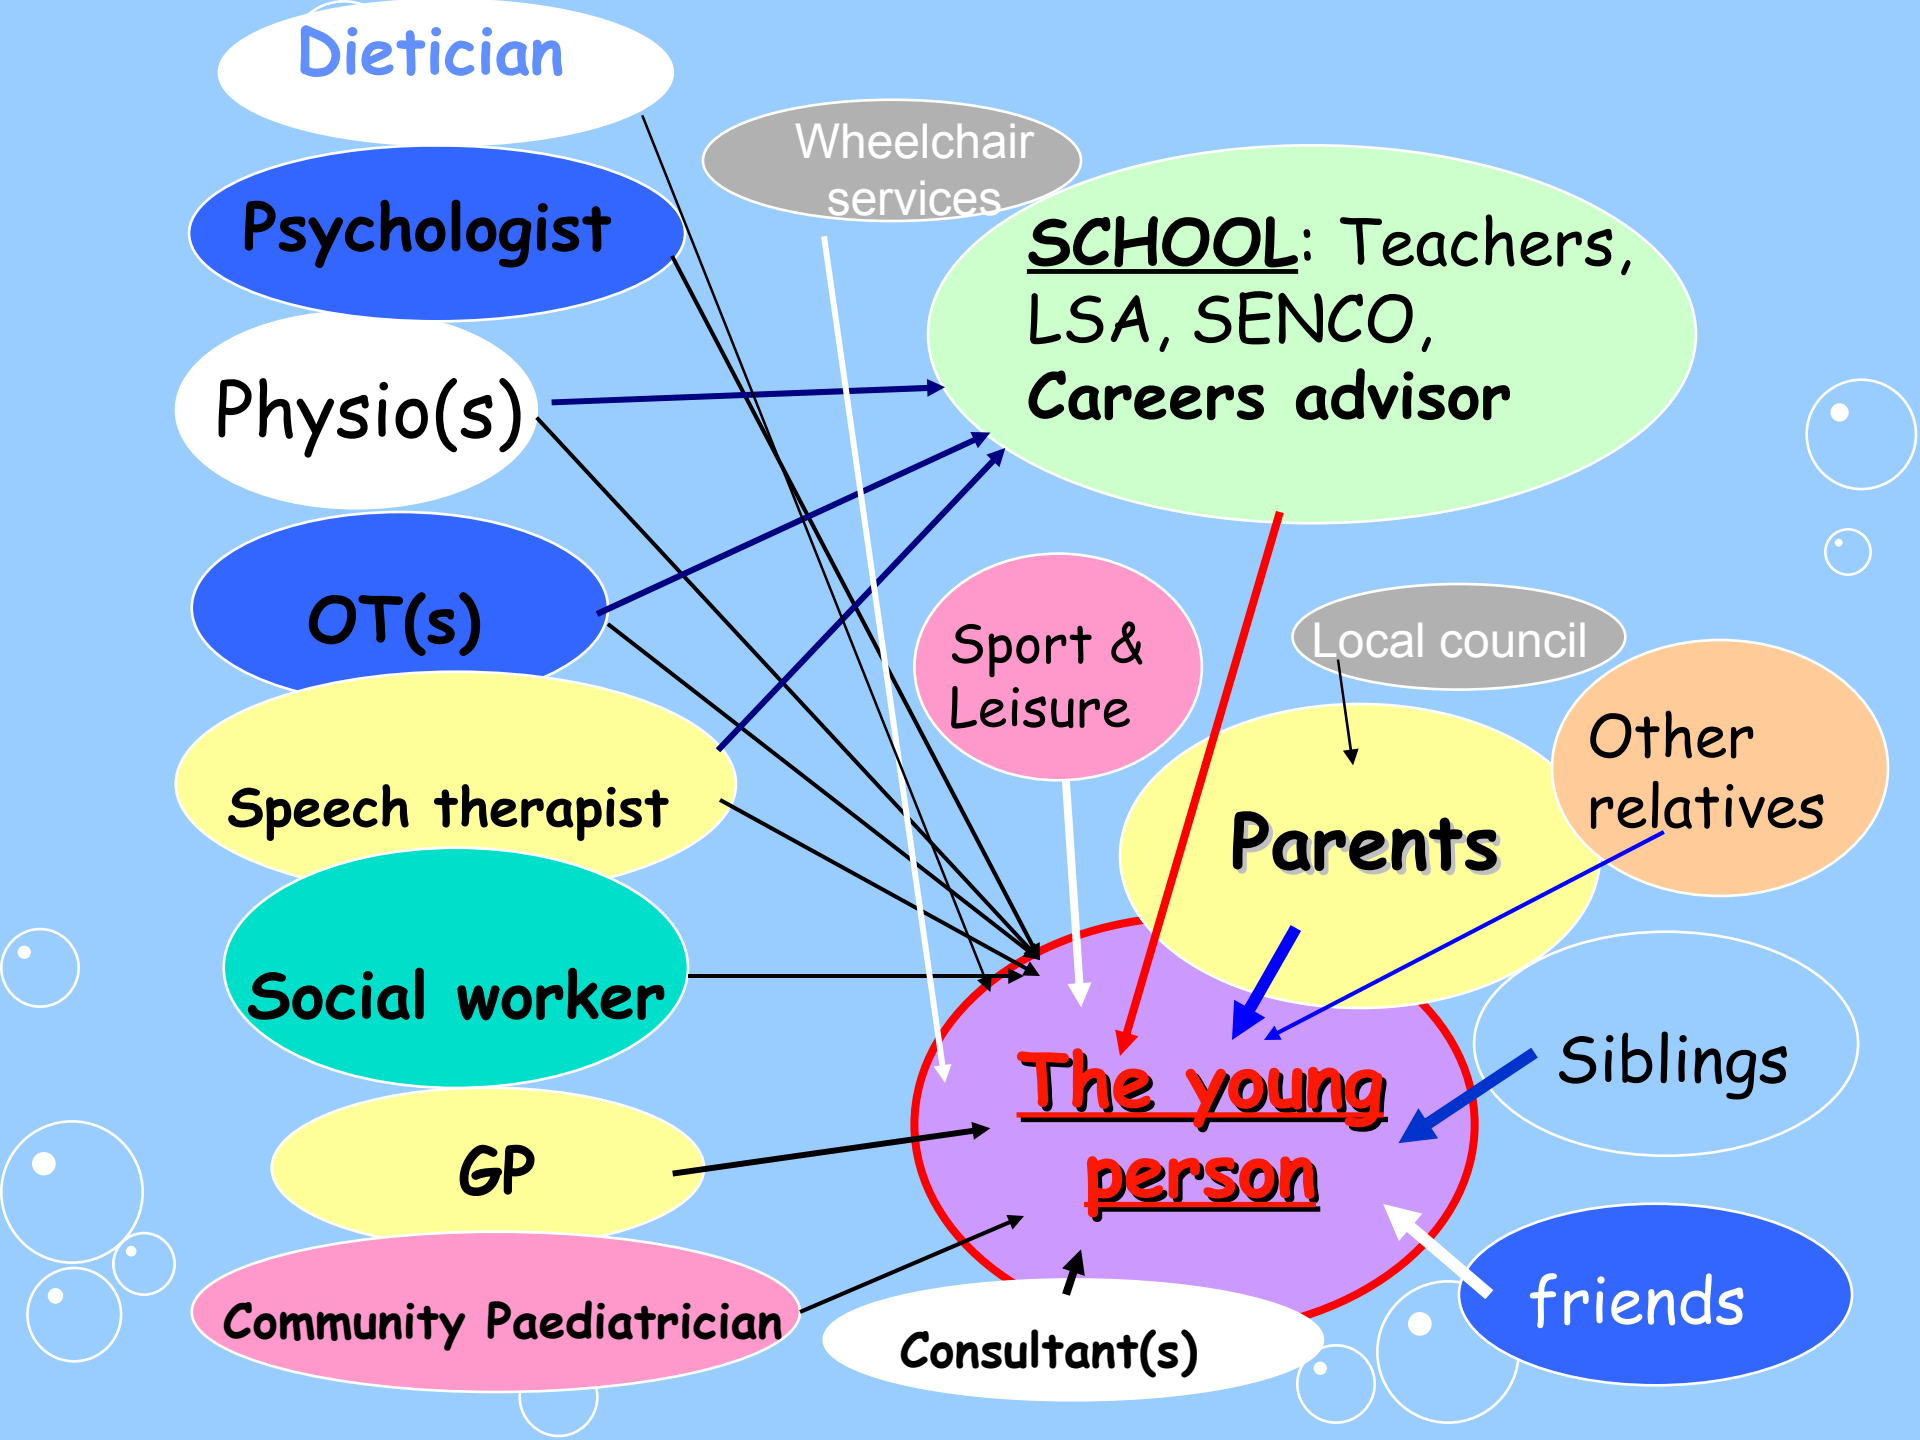 Dietician
Psychologist
Physio(s)
OT(s)
Speech therapist
Social worker
GP
Community Paediatrician
Wheelchair
services
SCHOOL: Teachers,
LSA, SENCO,
Careers advisor
Sport &
Leisure
Local council
Other
relatives
Parents
Siblings
The young
person
friends
Consultant(s)